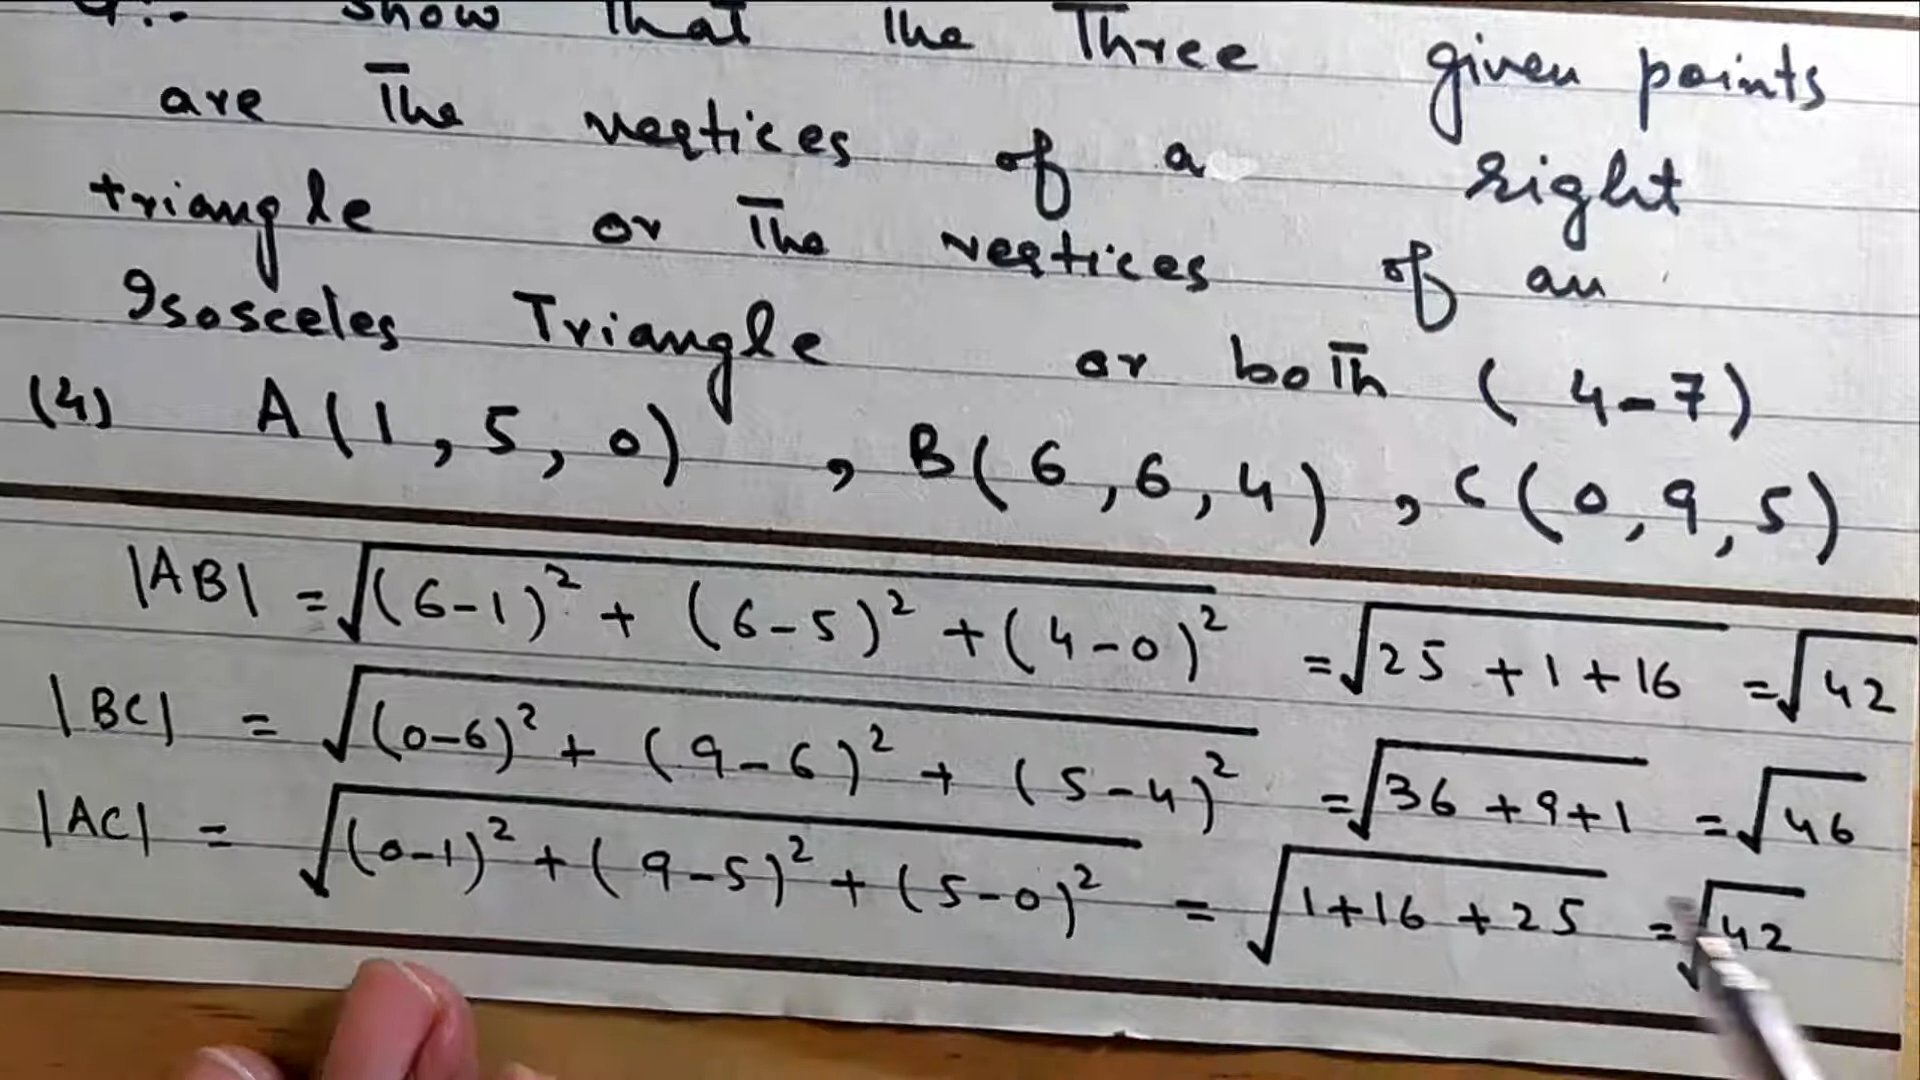 Q:- Show that the three given points
are The vertices of a right
triangle or The vertices of an
Isosceles Triangle or both (4-7)
(4) A(1,5,0) , B(6,6,4) , C(0,9,5)
|AB| = √((6-1)² + (6-5)² + (4-0)²) = √(25+1+16) = √42
|BC| = √((0-6)² + (9-6)² + (5-4)²) = √(36+9+1) = √46
|AC| = √((0-1)² + (9-5)² + (5-0)²) = √(1+16+25) = √42